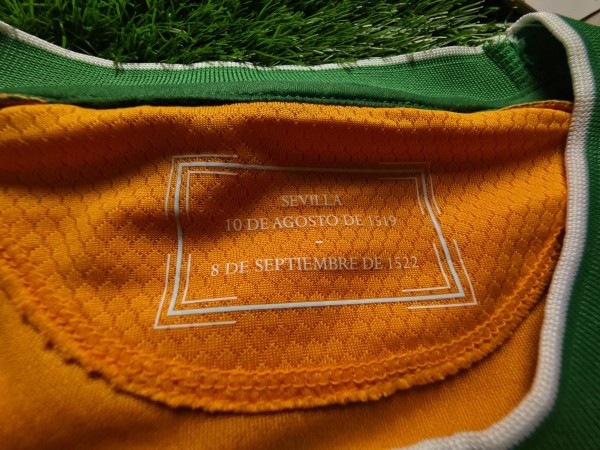 SEVILLA
10 DE AGOSTO DE 1519
-
8 DE SEPTIEMBRE DE 1522